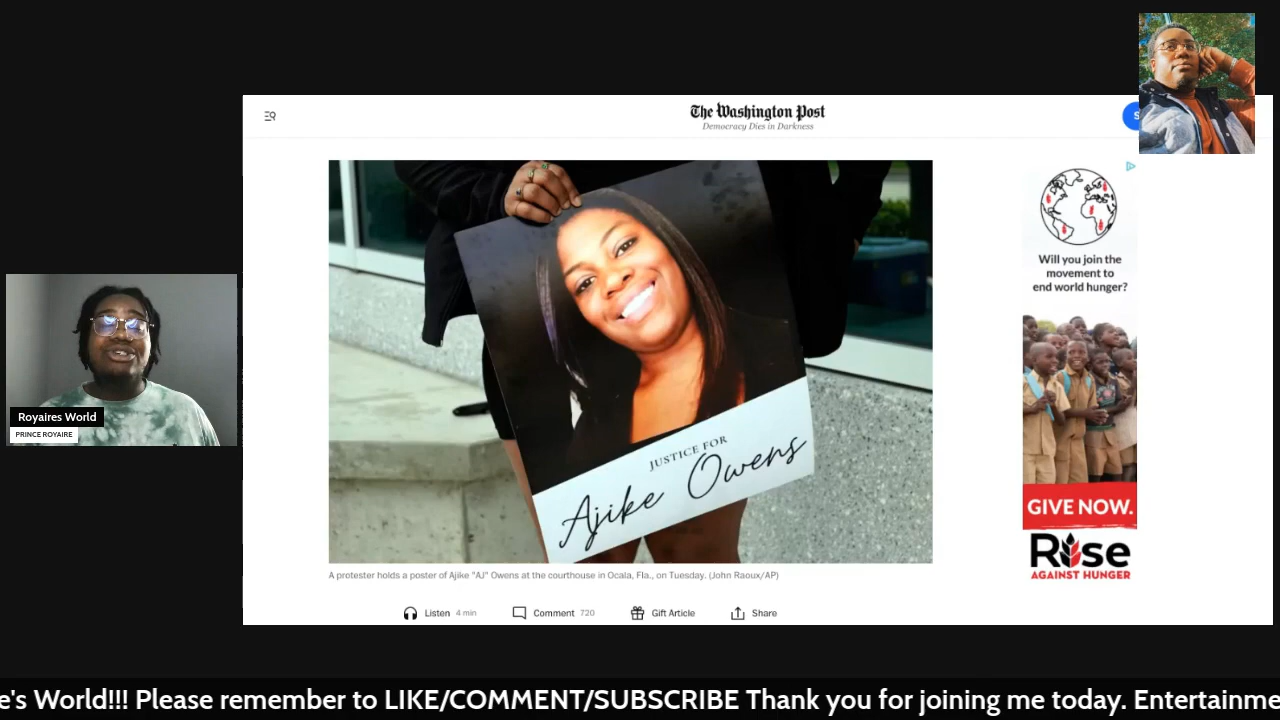 The Washington Post
Democracy Dies in Darkness
S
JUSTICE FOR
Ajike Owens
Will you join the
movement to
end world hunger?
GIVE NOW.
Rise
AGAINST HUNGER
Royaires World
PRINCE ROYAIRE
A protester holds a poster of Ajike "AJ" Owens at the courthouse in Ocala, Fla., on Tuesday. (John Raoux/AP)
Listen 4 min Comment 720 Gift Article Share
e's World!!! Please remember to LIKE/COMMENT/SUBSCRIBE Thank you for joining me today. Entertainme